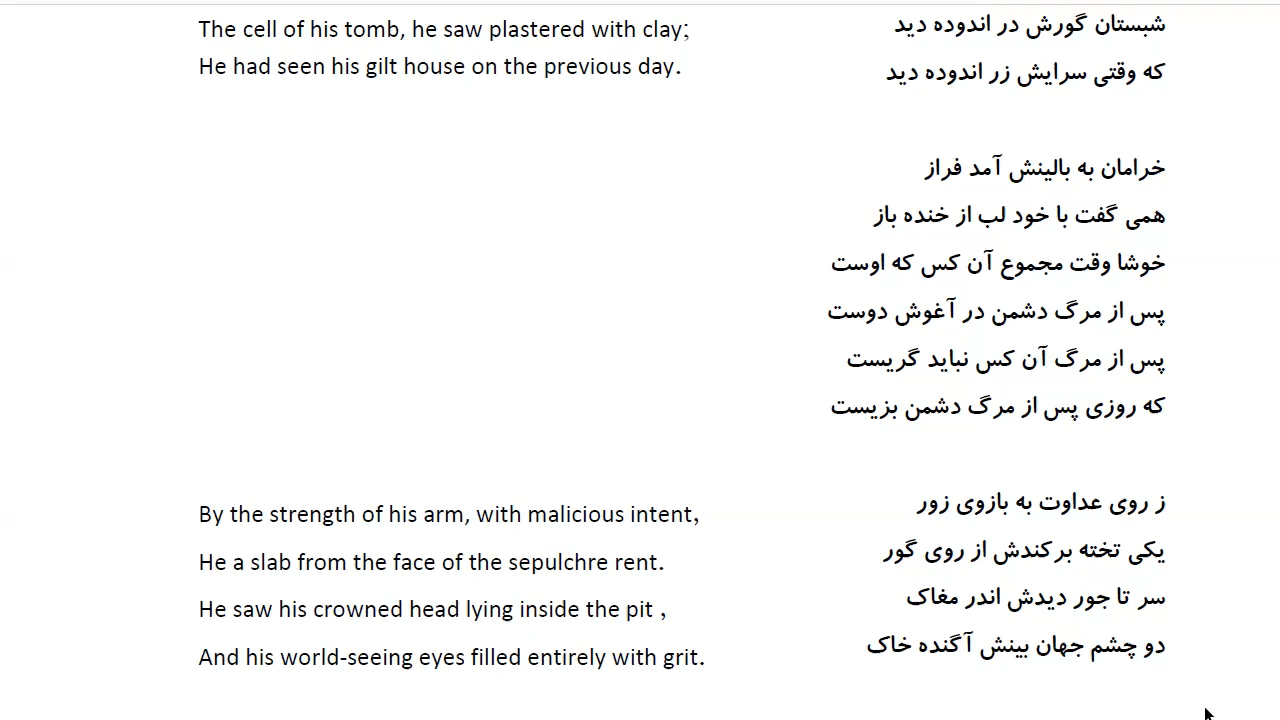 The cell of his tomb, he saw plastered with clay;
شبستان گورش در اندوده دید
He had seen his gilt house on the previous day.
که وقتی سرایش زر اندوده دید
خرامان به بالینش آمد فراز
همی گفت با خود لب از خنده باز
خوشا وقت مجموع آن کس که اوست
پس از مرگ دشمن در آغوش دوست
پس از مرگ آن کس نباید گریست
که روزی پس از مرگ دشمن بزیست
By the strength of his arm, with malicious intent,
ز روی عداوت به بازوی زور
He a slab from the face of the sepulchre rent.
یکی تخته برکندش از روی گور
He saw his crowned head lying inside the pit ,
سر تا جور دیدش اندر مغاک
And his world-seeing eyes filled entirely with grit.
دو چشم جهان بینش آگنده خاک